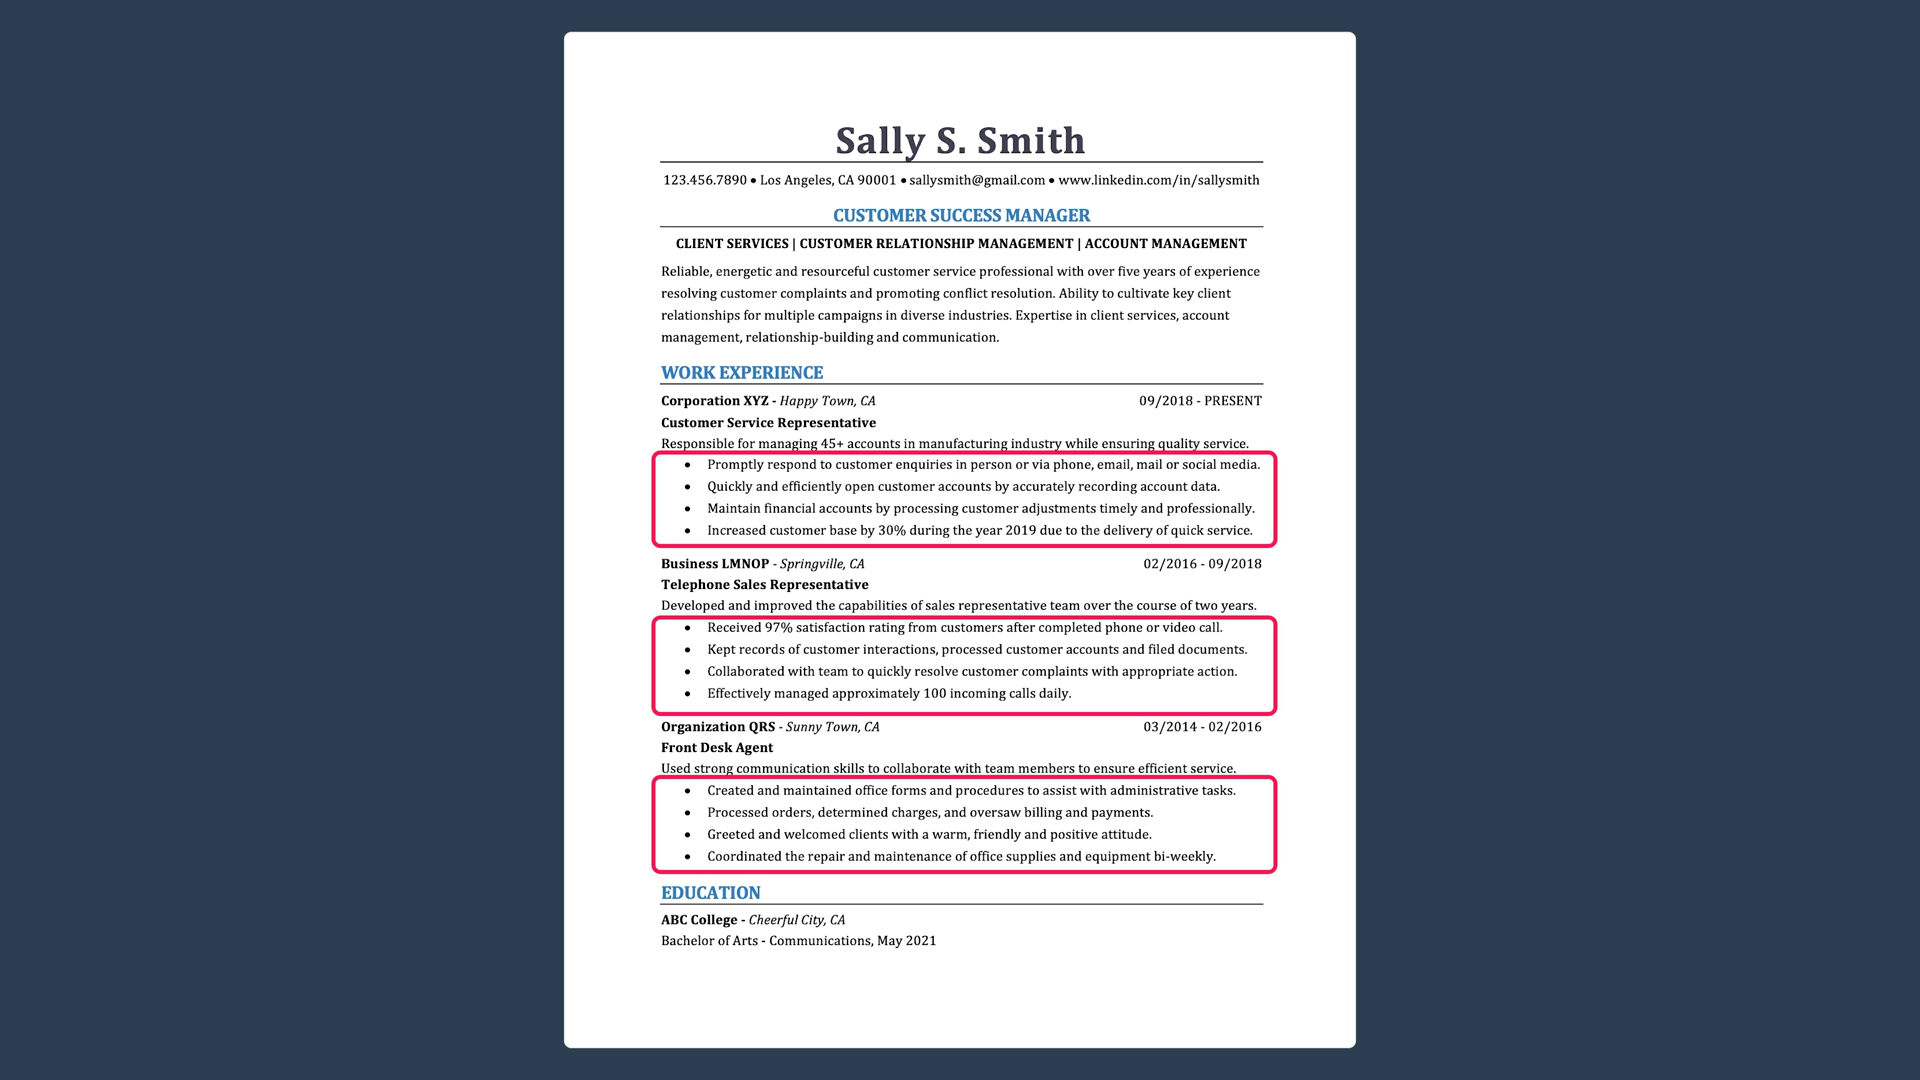 Sally S. Smith
123.456.7890 • Los Angeles, CA 90001 • sallysmith@gmail.com • www.linkedin.com/in/sallysmith
CUSTOMER SUCCESS MANAGER
CLIENT SERVICES | CUSTOMER RELATIONSHIP MANAGEMENT | ACCOUNT MANAGEMENT
Reliable, energetic and resourceful customer service professional with over five years of experience
resolving customer complaints and promoting conflict resolution. Ability to cultivate key client
relationships for multiple campaigns in diverse industries. Expertise in client services, account
management, relationship-building and communication.
WORK EXPERIENCE
Corporation XYZ - Happy Town, CA 09/2018 - PRESENT
Customer Service Representative
Responsible for managing 45+ accounts in manufacturing industry while ensuring quality service.
• Promptly respond to customer enquiries in person or via phone, email, mail or social media.
• Quickly and efficiently open customer accounts by accurately recording account data.
• Maintain financial accounts by processing customer adjustments timely and professionally.
• Increased customer base by 30% during the year 2019 due to the delivery of quick service.
Business LMNOP - Springville, CA 02/2016 - 09/2018
Telephone Sales Representative
Developed and improved the capabilities of sales representative team over the course of two years.
• Received 97% satisfaction rating from customers after completed phone or video call.
• Kept records of customer interactions, processed customer accounts and filed documents.
• Collaborated with team to quickly resolve customer complaints with appropriate action.
• Effectively managed approximately 100 incoming calls daily.
Organization QRS - Sunny Town, CA 03/2014 - 02/2016
Front Desk Agent
Used strong communication skills to collaborate with team members to ensure efficient service.
• Created and maintained office forms and procedures to assist with administrative tasks.
• Processed orders, determined charges, and oversaw billing and payments.
• Greeted and welcomed clients with a warm, friendly and positive attitude.
• Coordinated the repair and maintenance of office supplies and equipment bi-weekly.
EDUCATION
ABC College - Cheerful City, CA
Bachelor of Arts - Communications, May 2021